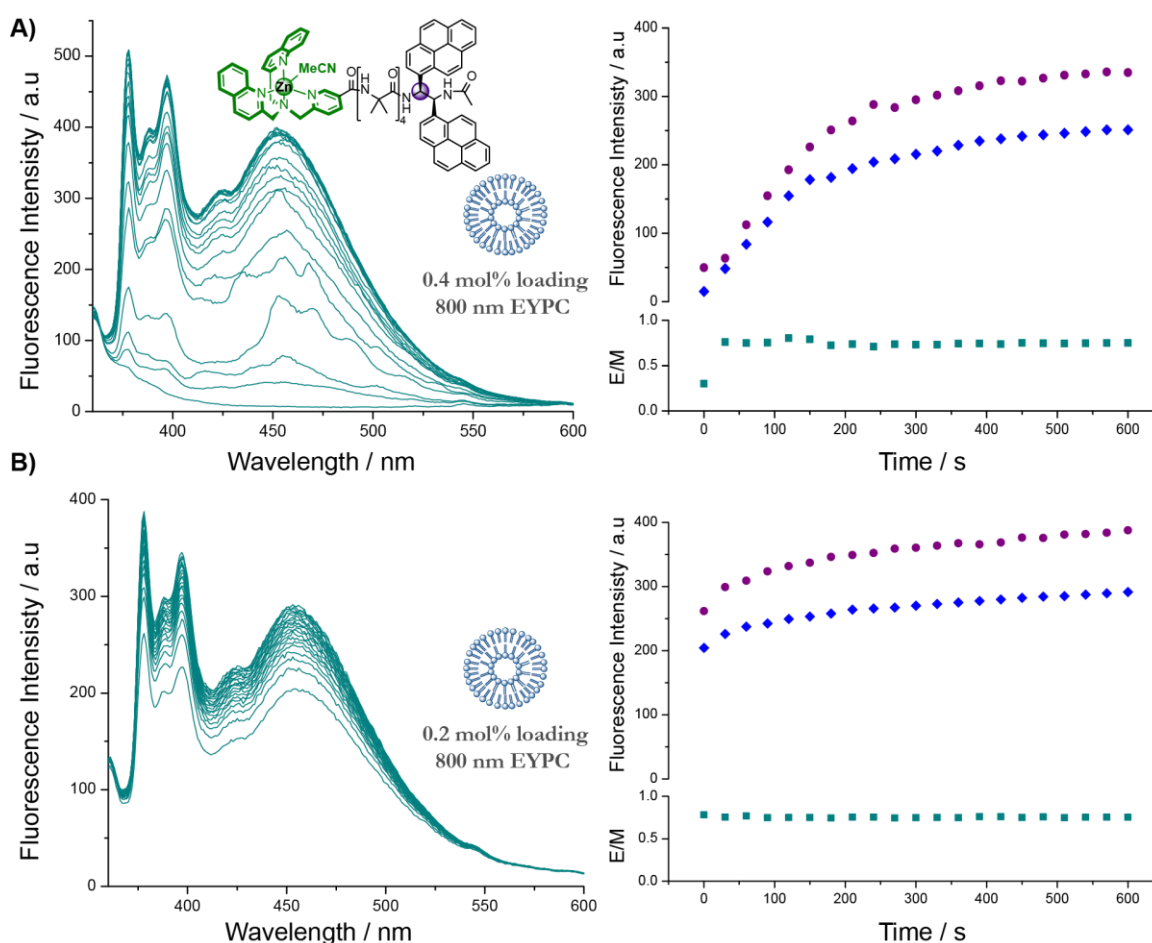 A)
Fluorescence Intensisty / a.u
500
400
300
200
100
0
400
450
500
550
600
Wavelength / nm
MeCN
Zn
N
N
N
N
O
N
H
O
4
N
H
H
N
O
0.4 mol% loading
800 nm EYPC
Fluorescence Intensisty / a.u
400
300
200
100
0
E/M
1.0
0.5
0.0
0
100
200
300
400
500
600
Time / s
B)
Fluorescence Intensisty / a.u
400
300
200
100
0
400
450
500
550
600
Wavelength / nm
0.2 mol% loading
800 nm EYPC
Fluorescence Intensisty / a.u
400
300
200
100
0
E/M
1.0
0.5
0.0
0
100
200
300
400
500
600
Time / s